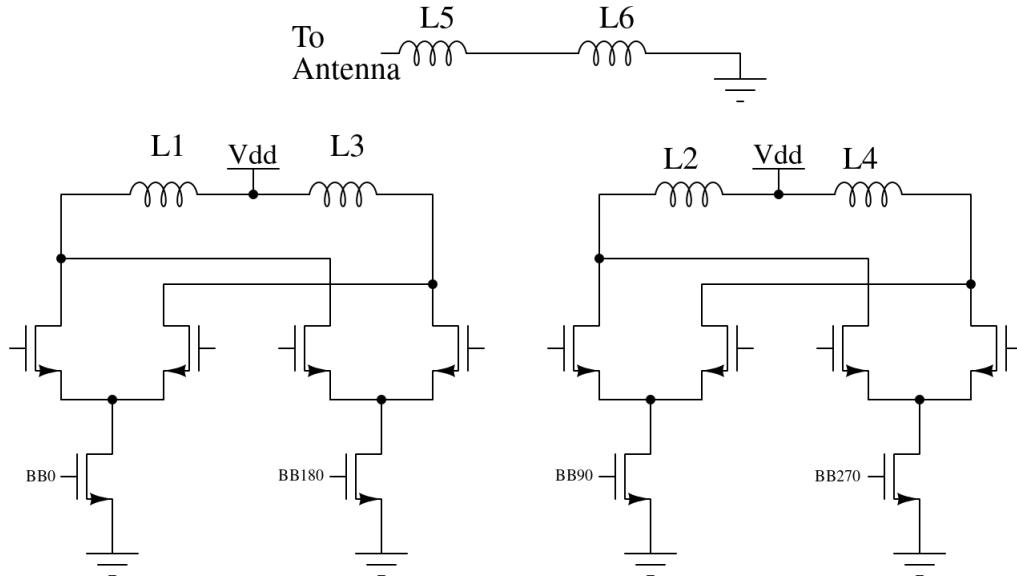 L5
L6
To
Antenna
L1
Vdd
L3
L2
Vdd
L4
BB0
BB180
BB90
BB270